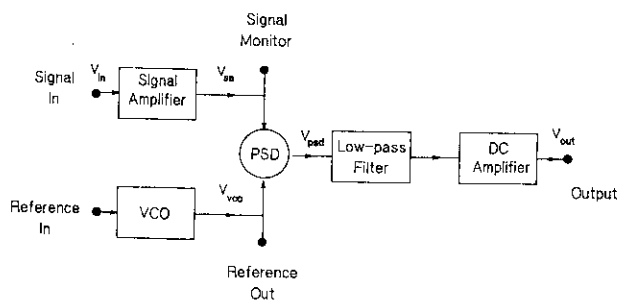 Signal
Monitor
Signal
In
V_in
Signal
Amplifier
V_sa
PSD
V_psd
Low-pass
Filter
DC
Amplifier
V_out
Output
Reference
In
VCO
V_vco
Reference
Out